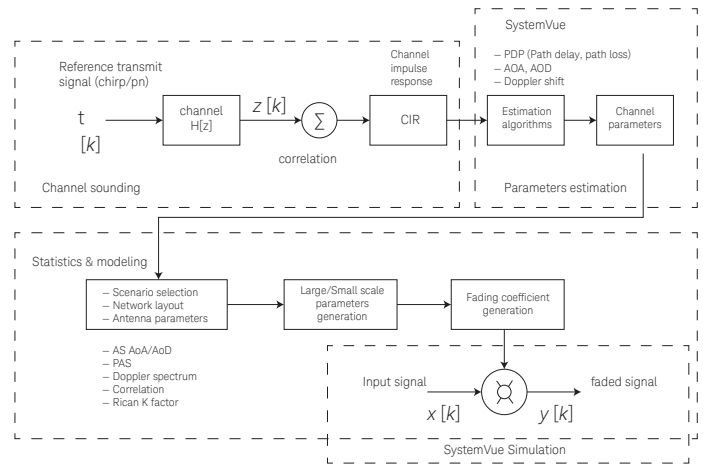 SystemVue
– PDP (Path delay, path loss)
– AOA, AOD
– Doppler shift
Reference transmit
signal (chirp/pn)
Channel
impulse
response
t
[k]
channel
H[z]
z [k]
Σ
correlation
CIR
Estimation
algorithms
Channel
parameters
Channel sounding
Parameters estimation
Statistics & modeling
– Scenario selection
– Network layout
– Antenna parameters
Large/Small scale
parameters
generation
Fading coefficient
generation
– AS AoA/AoD
– PAS
– Doppler spectrum
– Correlation
– Rican K factor
Input signal
x [k]
faded signal
y [k]
SystemVue Simulation